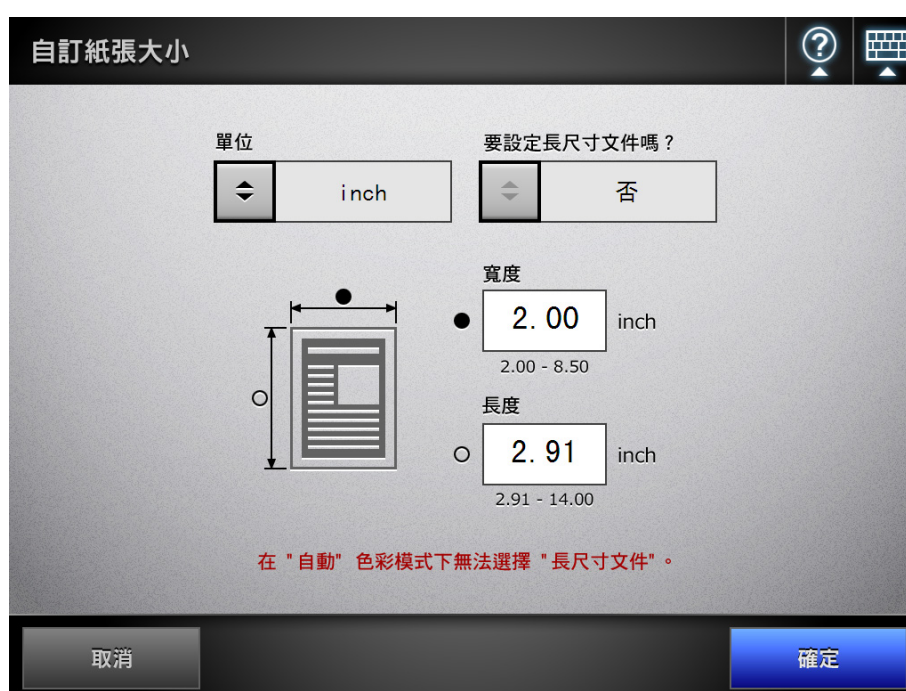 自訂紙張大小
單位
要設定長尺寸文件嗎？
inch
否
寬度
2.00 inch
2.00 - 8.50
長度
2.91 inch
2.91 - 14.00
在 "自動" 色彩模式下無法選擇 "長尺寸文件"。
取消
確定